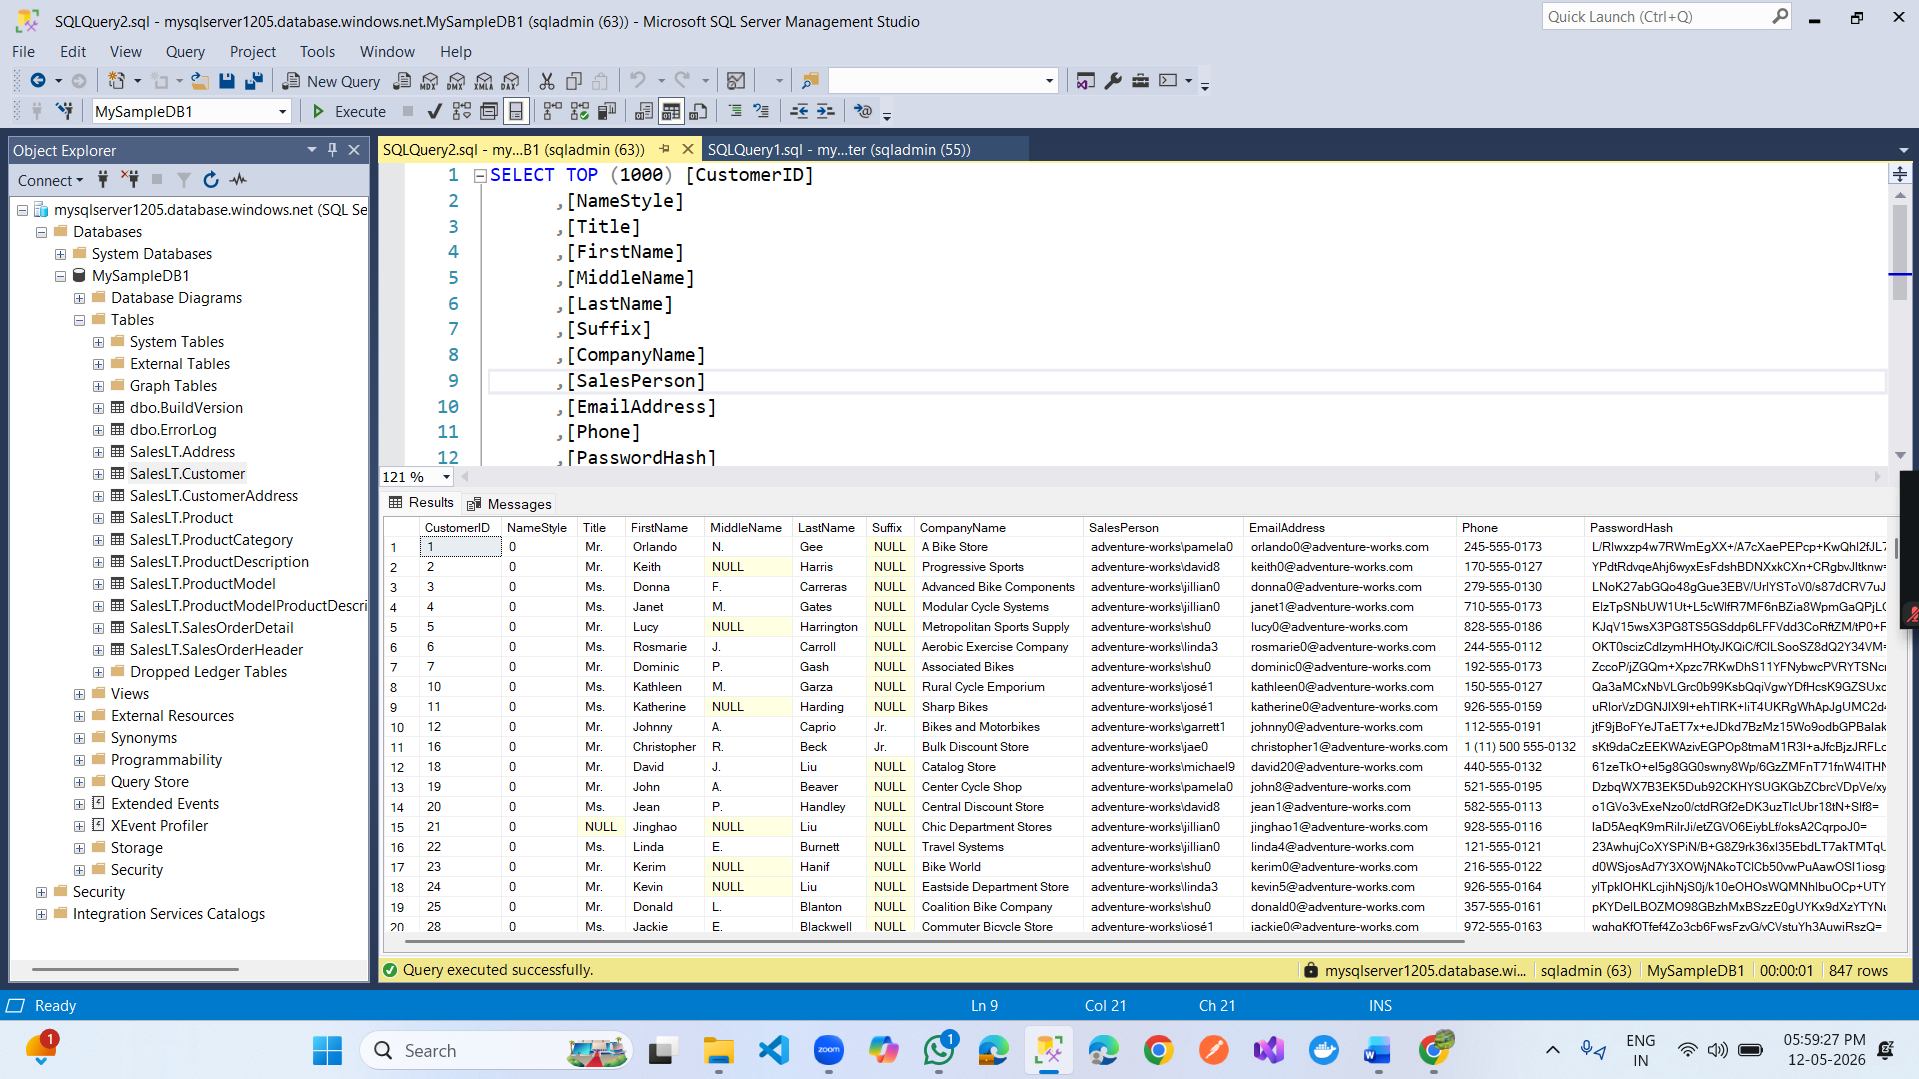 SQLQuery2.sql - mysqlserver1205.database.windows.net.MySampleDB1 (sqladmin (63)) - Microsoft SQL Server Management Studio
Quick Launch (Ctrl+Q)
File Edit View Query Project Tools Window Help
New Query
MDX DMX XMLA DAX
MySampleDB1
Execute
Object Explorer
SQLQuery2.sql - my...B1 (sqladmin (63))
SQLQuery1.sql - my...ter (sqladmin (55))
Connect
mysqlserver1205.database.windows.net (SQL Se
Databases
System Databases
MySampleDB1
Database Diagrams
Tables
System Tables
External Tables
Graph Tables
dbo.BuildVersion
dbo.ErrorLog
SalesLT.Address
SalesLT.Customer
SalesLT.CustomerAddress
SalesLT.Product
SalesLT.ProductCategory
SalesLT.ProductDescription
SalesLT.ProductModel
SalesLT.ProductModelProductDescri
SalesLT.SalesOrderDetail
SalesLT.SalesOrderHeader
Dropped Ledger Tables
Views
External Resources
Synonyms
Programmability
Query Store
Extended Events
XEvent Profiler
Storage
Security
Security
Integration Services Catalogs
1 SELECT TOP (1000) [CustomerID]
2 ,[NameStyle]
3 ,[Title]
4 ,[FirstName]
5 ,[MiddleName]
6 ,[LastName]
7 ,[Suffix]
8 ,[CompanyName]
9 ,[SalesPerson]
10 ,[EmailAddress]
11 ,[Phone]
12 ,[PasswordHash]
121 %
Results Messages
CustomerID NameStyle Title FirstName MiddleName LastName Suffix CompanyName SalesPerson EmailAddress Phone PasswordHash
1 1 0 Mr. Orlando N. Gee NULL A Bike Store adventure-works\pamela0 orlando0@adventure-works.com 245-555-0173
2 2 0 Mr. Keith NULL Harris NULL Progressive Sports adventure-works\david8 keith0@adventure-works.com 170-555-0127
3 3 0 Ms. Donna F. Carreras NULL Advanced Bike Components adventure-works\jillian0 donna0@adventure-works.com 279-555-0130
4 4 0 Ms. Janet M. Gates NULL Modular Cycle Systems adventure-works\jillian0 janet1@adventure-works.com 710-555-0173
5 5 0 Mr. Lucy NULL Harrington NULL Metropolitan Sports Supply adventure-works\shu0 lucy0@adventure-works.com 828-555-0186
6 6 0 Ms. Rosmarie J. Carroll NULL Aerobic Exercise Company adventure-works\linda3 rosmarie0@adventure-works.com 244-555-0112
7 7 0 Mr. Dominic P. Gash NULL Associated Bikes adventure-works\shu0 dominic0@adventure-works.com 192-555-0173
8 10 0 Ms. Kathleen M. Garza NULL Rural Cycle Emporium adventure-works\josé1 kathleen0@adventure-works.com 150-555-0127
9 11 0 Ms. Katherine NULL Harding NULL Sharp Bikes adventure-works\josé1 katherine0@adventure-works.com 926-555-0159
10 12 0 Mr. Johnny A. Caprio Jr. Bikes and Motorbikes adventure-works\garrett1 johnny0@adventure-works.com 112-555-0191
11 16 0 Mr. Christopher R. Beck Jr. Bulk Discount Store adventure-works\jae0 christopher1@adventure-works.com 1 (11) 500 555-0132
12 18 0 Mr. David J. Liu NULL Catalog Store adventure-works\michael9 david20@adventure-works.com 440-555-0132
13 19 0 Mr. John A. Beaver NULL Center Cycle Shop adventure-works\pamela0 john8@adventure-works.com 521-555-0195
14 20 0 Ms. Jean P. Handley NULL Central Discount Store adventure-works\david8 jean1@adventure-works.com 582-555-0113
15 21 0 NULL Jinghao NULL Liu NULL Chic Department Stores adventure-works\jillian0 jinghao1@adventure-works.com 928-555-0116
16 22 0 Ms. Linda E. Burnett NULL Travel Systems adventure-works\jillian0 linda4@adventure-works.com 121-555-0121
17 23 0 Mr. Kerim NULL Hanif NULL Bike World adventure-works\shu0 kerim0@adventure-works.com 216-555-0122
18 24 0 Mr. Kevin NULL Liu NULL Eastside Department Store adventure-works\linda3 kevin5@adventure-works.com 926-555-0164
19 25 0 Mr. Donald L. Blanton NULL Coalition Bike Company adventure-works\shu0 donald0@adventure-works.com 357-555-0161
20 28 0 Ms. Jackie E. Blackwell NULL Commuter Bicycle Store adventure-works\josé1 jackie0@adventure-works.com 972-555-0163
Query executed successfully.
mysqlserver1205.database.wi... sqladmin (63) MySampleDB1 00:00:01 847 rows
Ready Ln 9 Col 21 Ch 21 INS
1
Search
zoom
1
ENG
IN
05:59:27 PM
12-05-2026